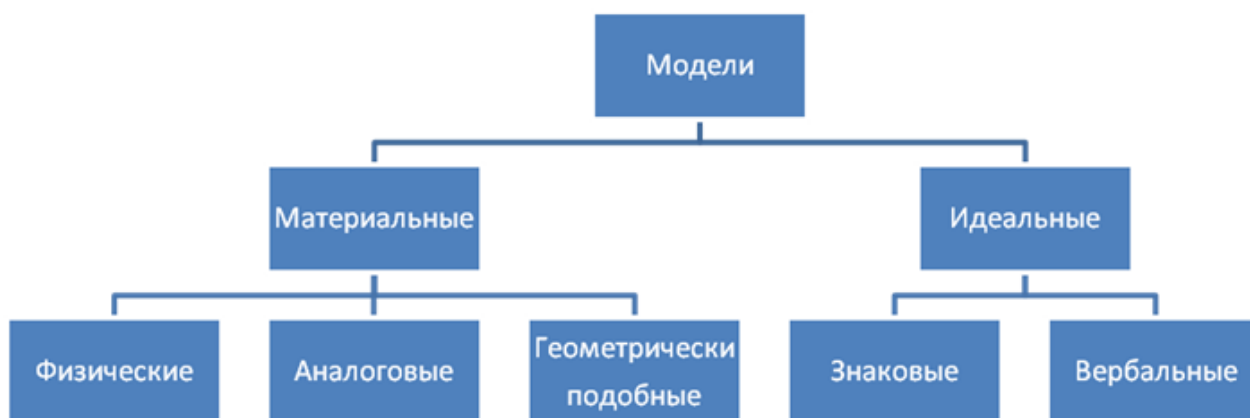 Модели
Материальные
Идеальные
Физические
Аналоговые
Геометрически
подобные
Знаковые
Вербальные